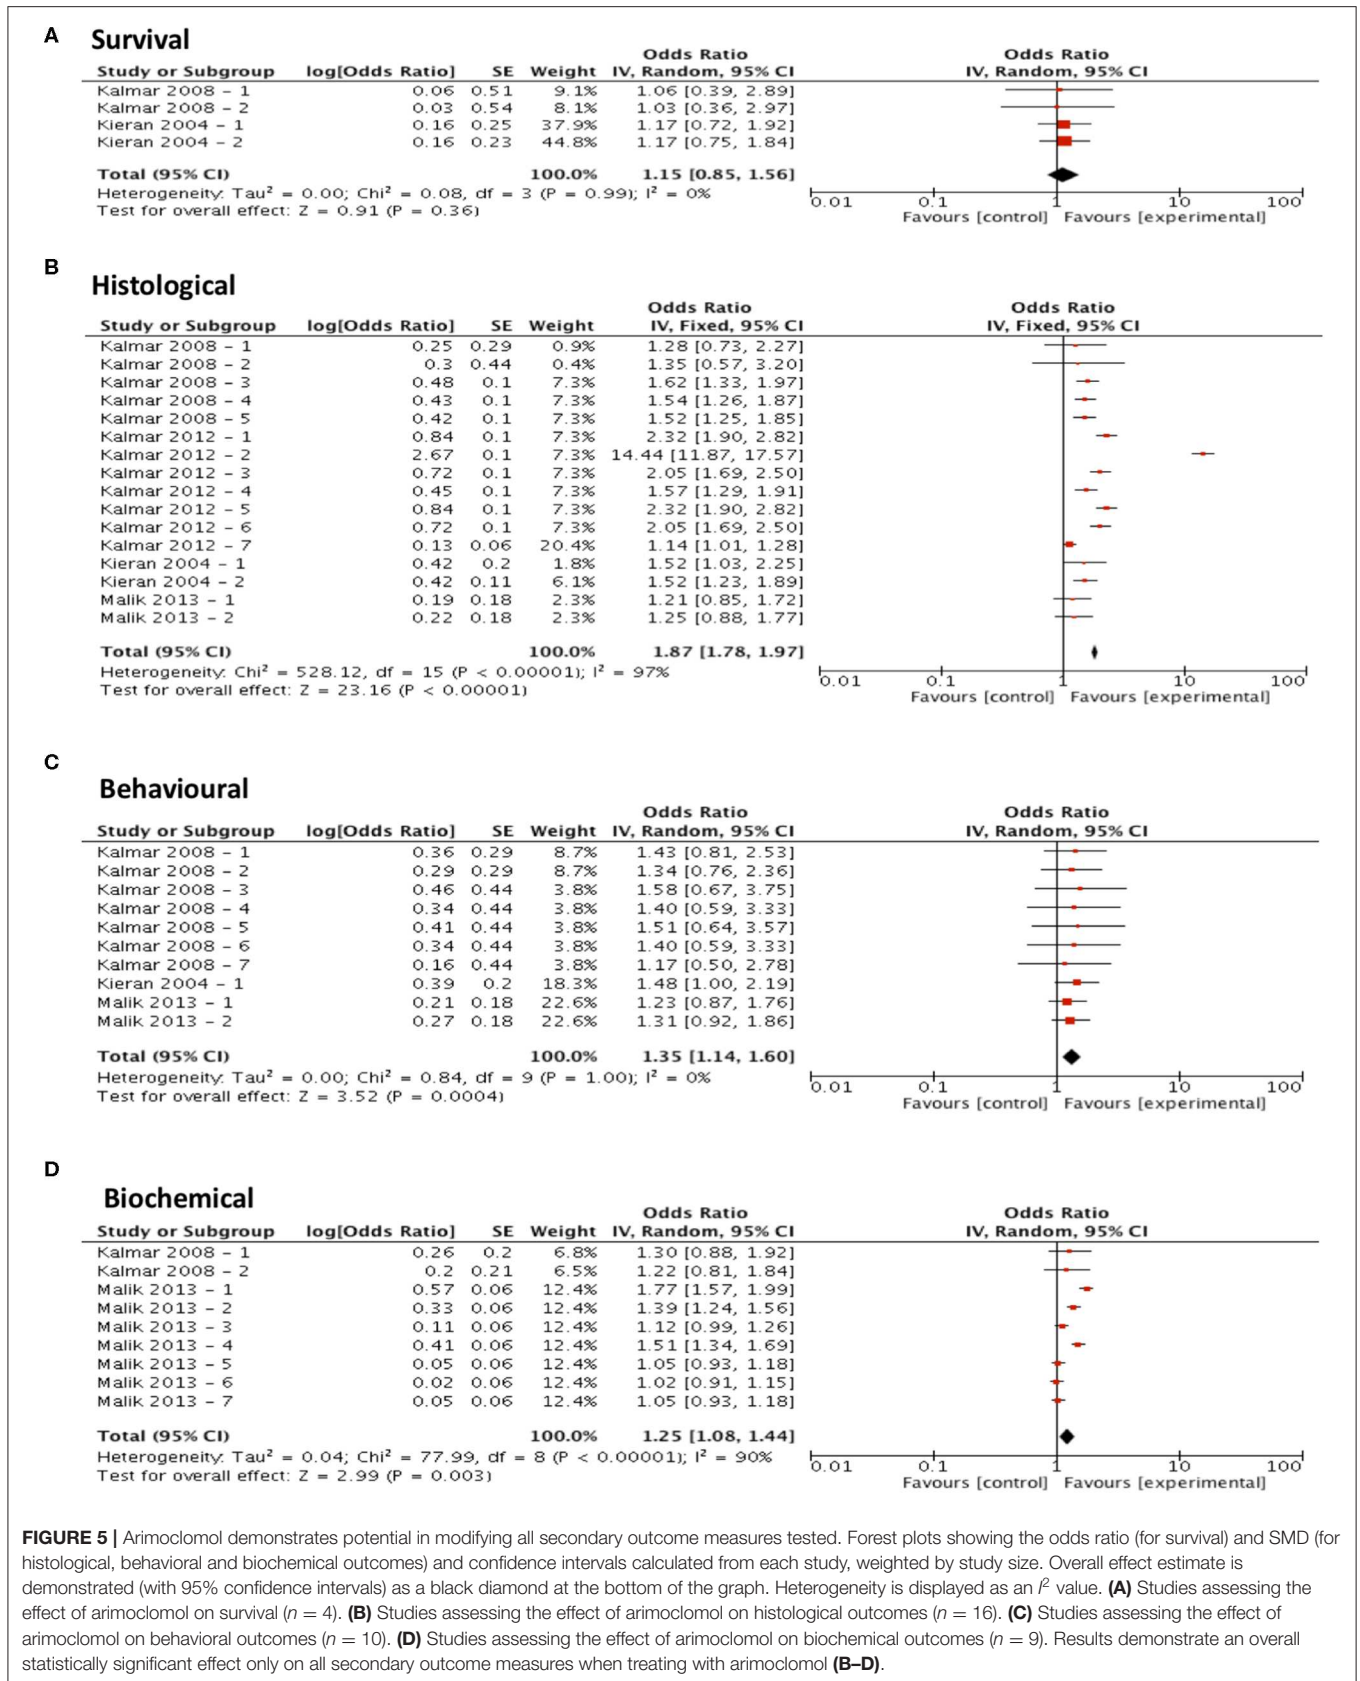 A Survival
Odds Ratio Odds Ratio
Study or Subgroup log[Odds Ratio] SE Weight IV, Random, 95% CI IV, Random, 95% CI
Kalmar 2008 – 1 0.06 0.51 9.1% 1.06 [0.39, 2.89]
Kalmar 2008 – 2 0.03 0.54 8.1% 1.03 [0.36, 2.97]
Kieran 2004 – 1 0.16 0.25 37.9% 1.17 [0.72, 1.92]
Kieran 2004 – 2 0.16 0.23 44.8% 1.17 [0.75, 1.84]
Total (95% CI) 100.0% 1.15 [0.85, 1.56]
Heterogeneity: Tau² = 0.00; Chi² = 0.08, df = 3 (P = 0.99); I² = 0%
Test for overall effect: Z = 0.91 (P = 0.36)
0.01 0.1 1 10 100
Favours [control] Favours [experimental]
B Histological
Odds Ratio Odds Ratio
Study or Subgroup log[Odds Ratio] SE Weight IV, Fixed, 95% CI IV, Fixed, 95% CI
Kalmar 2008 – 1 0.25 0.29 0.9% 1.28 [0.73, 2.27]
Kalmar 2008 – 2 0.3 0.44 0.4% 1.35 [0.57, 3.20]
Kalmar 2008 – 3 0.48 0.1 7.3% 1.62 [1.33, 1.97]
Kalmar 2008 – 4 0.43 0.1 7.3% 1.54 [1.26, 1.87]
Kalmar 2008 – 5 0.42 0.1 7.3% 1.52 [1.25, 1.85]
Kalmar 2012 – 1 0.84 0.1 7.3% 2.32 [1.90, 2.82]
Kalmar 2012 – 2 2.67 0.1 7.3% 14.44 [11.87, 17.57]
Kalmar 2012 – 3 0.72 0.1 7.3% 2.05 [1.69, 2.50]
Kalmar 2012 – 4 0.45 0.1 7.3% 1.57 [1.29, 1.91]
Kalmar 2012 – 5 0.84 0.1 7.3% 2.32 [1.90, 2.82]
Kalmar 2012 – 6 0.72 0.1 7.3% 2.05 [1.69, 2.50]
Kalmar 2012 – 7 0.13 0.06 20.4% 1.14 [1.01, 1.28]
Kieran 2004 – 1 0.42 0.2 1.8% 1.52 [1.03, 2.25]
Kieran 2004 – 2 0.42 0.11 6.1% 1.52 [1.23, 1.89]
Malik 2013 – 1 0.19 0.18 2.3% 1.21 [0.85, 1.72]
Malik 2013 – 2 0.22 0.18 2.3% 1.25 [0.88, 1.77]
Total (95% CI) 100.0% 1.87 [1.78, 1.97]
Heterogeneity: Chi² = 528.12, df = 15 (P < 0.00001); I² = 97%
Test for overall effect: Z = 23.16 (P < 0.00001)
0.01 0.1 1 10 100
Favours [control] Favours [experimental]
C Behavioural
Odds Ratio Odds Ratio
Study or Subgroup log[Odds Ratio] SE Weight IV, Random, 95% CI IV, Random, 95% CI
Kalmar 2008 – 1 0.36 0.29 8.7% 1.43 [0.81, 2.53]
Kalmar 2008 – 2 0.29 0.29 8.7% 1.34 [0.76, 2.36]
Kalmar 2008 – 3 0.46 0.44 3.8% 1.58 [0.67, 3.75]
Kalmar 2008 – 4 0.34 0.44 3.8% 1.40 [0.59, 3.33]
Kalmar 2008 – 5 0.41 0.44 3.8% 1.51 [0.64, 3.57]
Kalmar 2008 – 6 0.34 0.44 3.8% 1.40 [0.59, 3.33]
Kalmar 2008 – 7 0.16 0.44 3.8% 1.17 [0.50, 2.78]
Kieran 2004 – 1 0.39 0.2 18.3% 1.48 [1.00, 2.19]
Malik 2013 – 1 0.21 0.18 22.6% 1.23 [0.87, 1.76]
Malik 2013 – 2 0.27 0.18 22.6% 1.31 [0.92, 1.86]
Total (95% CI) 100.0% 1.35 [1.14, 1.60]
Heterogeneity: Tau² = 0.00; Chi² = 0.84, df = 9 (P = 1.00); I² = 0%
Test for overall effect: Z = 3.52 (P = 0.0004)
0.01 0.1 1 10 100
Favours [control] Favours [experimental]
D Biochemical
Odds Ratio Odds Ratio
Study or Subgroup log[Odds Ratio] SE Weight IV, Random, 95% CI IV, Random, 95% CI
Kalmar 2008 – 1 0.26 0.2 6.8% 1.30 [0.88, 1.92]
Kalmar 2008 – 2 0.2 0.21 6.5% 1.22 [0.81, 1.84]
Malik 2013 – 1 0.57 0.06 12.4% 1.77 [1.57, 1.99]
Malik 2013 – 2 0.33 0.06 12.4% 1.39 [1.24, 1.56]
Malik 2013 – 3 0.11 0.06 12.4% 1.12 [0.99, 1.26]
Malik 2013 – 4 0.41 0.06 12.4% 1.51 [1.34, 1.69]
Malik 2013 – 5 0.05 0.06 12.4% 1.05 [0.93, 1.18]
Malik 2013 – 6 0.02 0.06 12.4% 1.02 [0.91, 1.15]
Malik 2013 – 7 0.05 0.06 12.4% 1.05 [0.93, 1.18]
Total (95% CI) 100.0% 1.25 [1.08, 1.44]
Heterogeneity: Tau² = 0.04; Chi² = 77.99, df = 8 (P < 0.00001); I² = 90%
Test for overall effect: Z = 2.99 (P = 0.003)
0.01 0.1 1 10 100
Favours [control] Favours [experimental]
FIGURE 5 | Arimoclomol demonstrates potential in modifying all secondary outcome measures tested. Forest plots showing the odds ratio (for survival) and SMD (for
histological, behavioral and biochemical outcomes) and confidence intervals calculated from each study, weighted by study size. Overall effect estimate is
demonstrated (with 95% confidence intervals) as a black diamond at the bottom of the graph. Heterogeneity is displayed as an I² value. (A) Studies assessing the
effect of arimoclomol on survival (n = 4). (B) Studies assessing the effect of arimoclomol on histological outcomes (n = 16). (C) Studies assessing the effect of
arimoclomol on behavioral outcomes (n = 10). (D) Studies assessing the effect of arimoclomol on biochemical outcomes (n = 9). Results demonstrate an overall
statistically significant effect only on all secondary outcome measures when treating with arimoclomol (B–D).